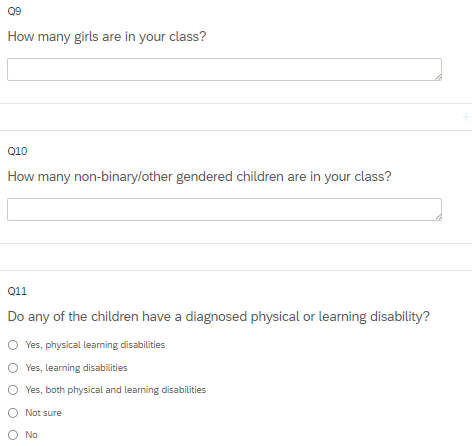 Q9
How many girls are in your class?
Q10
How many non-binary/other gendered children are in your class?
Q11
Do any of the children have a diagnosed physical or learning disability?
Yes, physical learning disabilities
Yes, learning disabilities
Yes, both physical and learning disabilities
Not sure
No